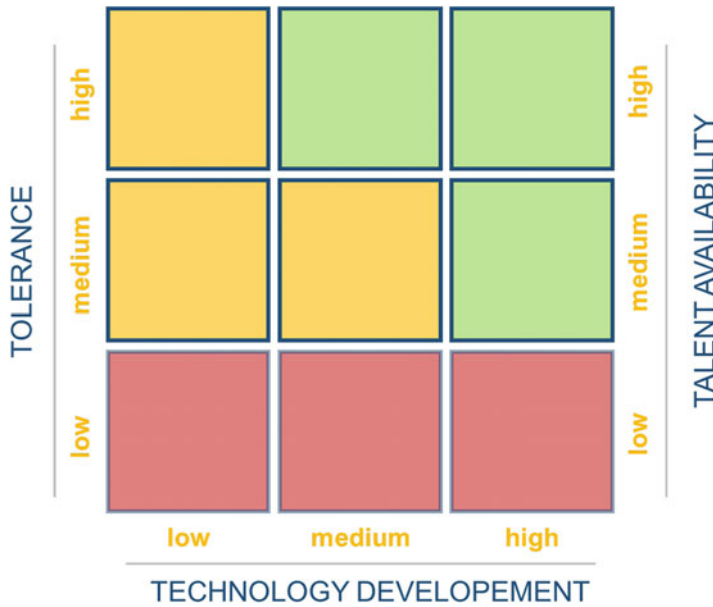 TOLERANCE
high
medium
low
high
medium
low
TALENT AVAILABILITY
low medium high
TECHNOLOGY DEVELOPEMENT